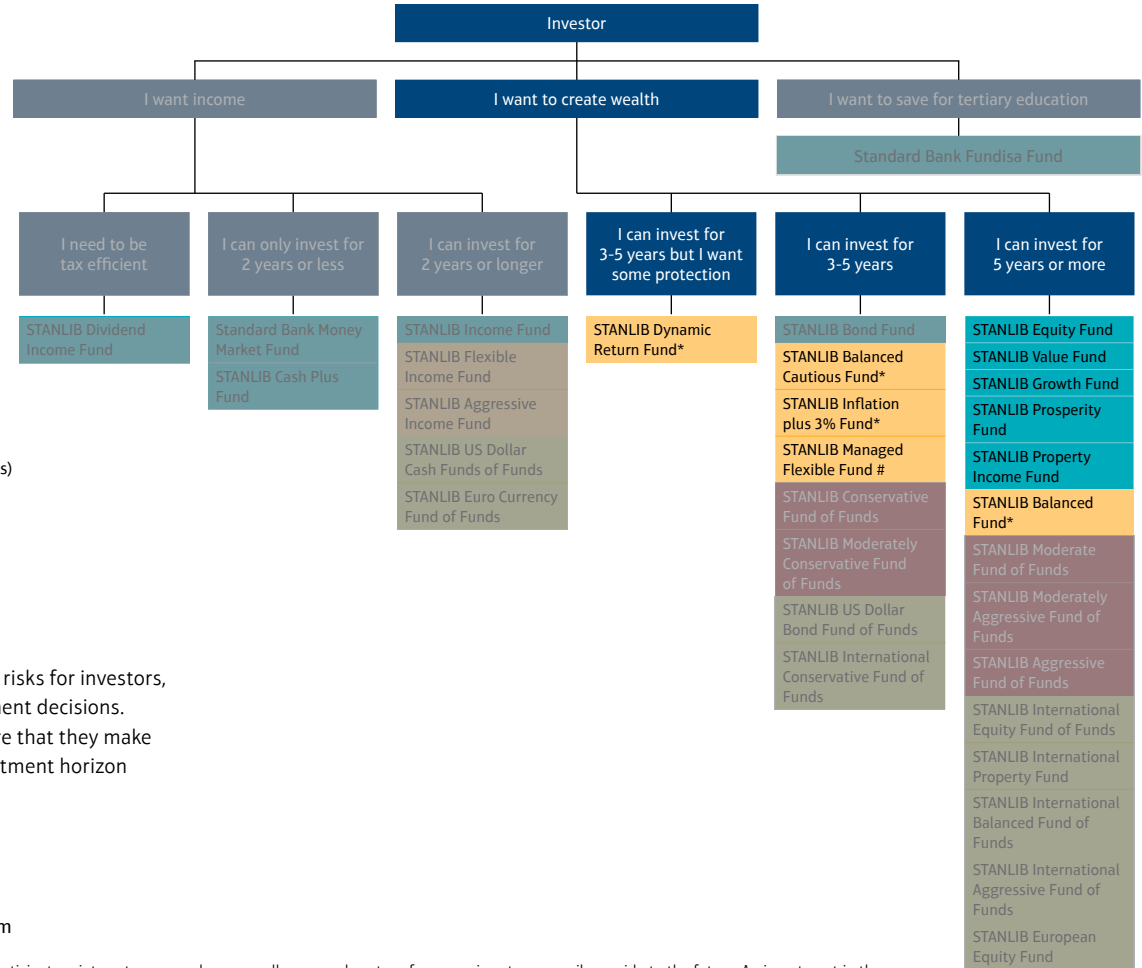 Investor
I want income
I want to create wealth
I want to save for tertiary education
Standard Bank Fundisa Fund
I need to be
tax efficient
I can only invest for
2 years or less
I can invest for
2 years or longer
I can invest for
3-5 years but I want
some protection
I can invest for
3-5 years
I can invest for
5 years or more
STANLIB Dividend
Income Fund
Standard Bank Money
Market Fund
STANLIB Cash Plus
Fund
STANLIB Income Fund
STANLIB Flexible
Income Fund
STANLIB Aggressive
Income Fund
STANLIB US Dollar
Cash Funds of Funds
STANLIB Euro Currency
Fund of Funds
STANLIB Dynamic
Return Fund*
STANLIB Bond Fund
STANLIB Balanced
Cautious Fund*
STANLIB Inflation
plus 3% Fund*
STANLIB Managed
Flexible Fund #
STANLIB Conservative
Fund of Funds
STANLIB Moderately
Conservative Fund
of Funds
STANLIB US Dollar
Bond Fund of Funds
STANLIB International
Conservative Fund of
Funds
STANLIB Equity Fund
STANLIB Value Fund
STANLIB Growth Fund
STANLIB Prosperity
Fund
STANLIB Property
Income Fund
STANLIB Balanced
Fund*
STANLIB Moderate
Fund of Funds
STANLIB Moderately
Aggressive Fund of
Funds
STANLIB Aggressive
Fund of Funds
STANLIB International
Equity Fund of Funds
STANLIB International
Property Fund
STANLIB International
Balanced Fund of
Funds
STANLIB International
Aggressive Fund of
Funds
STANLIB European
Equity Fund
s)
risks for investors,
ent decisions.
e that they make
tment horizon
m